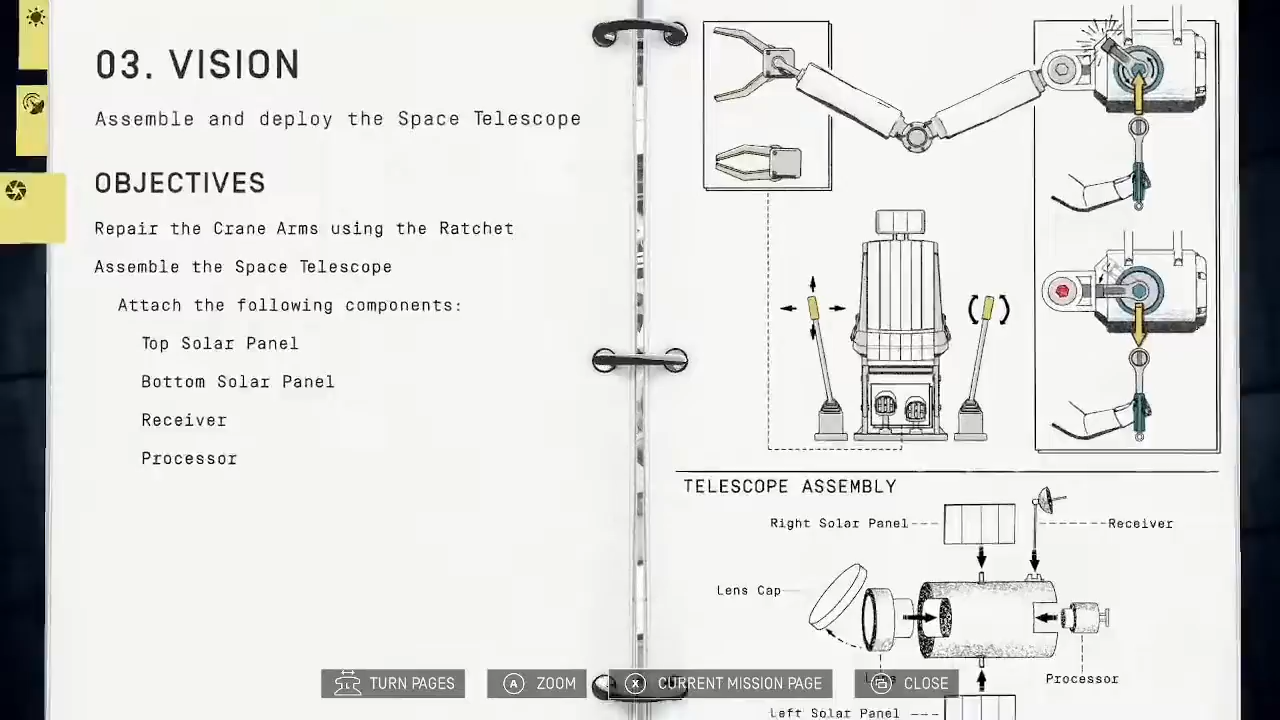 03. VISION
Assemble and deploy the Space Telescope
OBJECTIVES
Repair the Crane Arms using the Ratchet
Assemble the Space Telescope
Attach the following components:
Top Solar Panel
Bottom Solar Panel
Receiver
Processor
TELESCOPE ASSEMBLY
Right Solar Panel
Receiver
Lens Cap
Lens
Processor
Left Solar Panel
L
TURN PAGES
A
ZOOM
X
CURRENT MISSION PAGE
CLOSE